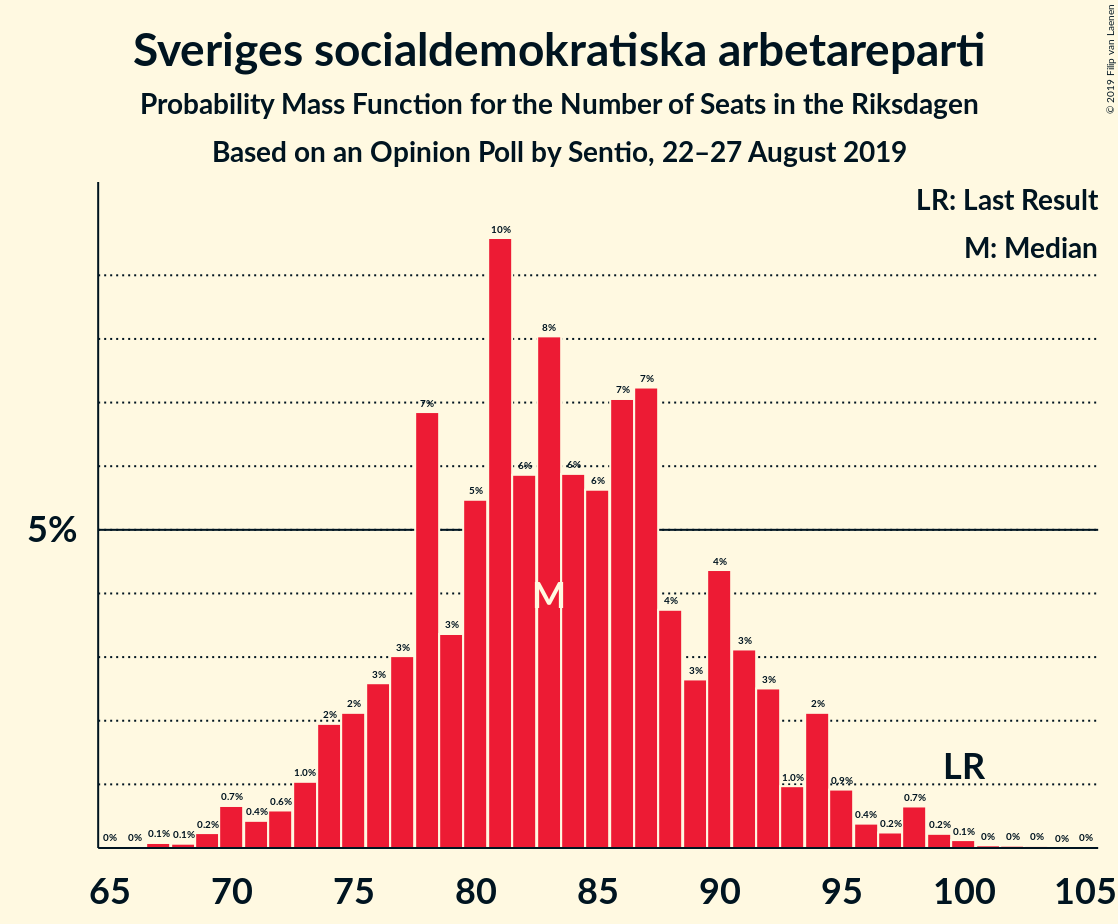 Sveriges socialdemokratiska arbetareparti
Probability Mass Function for the Number of Seats in the Riksdagen
Based on an Opinion Poll by Sentio, 22–27 August 2019
© 2019 Filip van Laenen
LR: Last Result
M: Median
5%
0% 0% 0.1% 0.1% 0.2% 0.7% 0.4% 0.6% 1.0% 2% 2% 3% 3% 7% 3% 5% 10% 6% 8% 6% 6% 7% 7% 4% 3% 4% 3% 3% 1.0% 2% 0.9% 0.4% 0.2% 0.7% 0.2% 0.1% 0% 0% 0% 0% 0%
M
LR
65 70 75 80 85 90 95 100 105